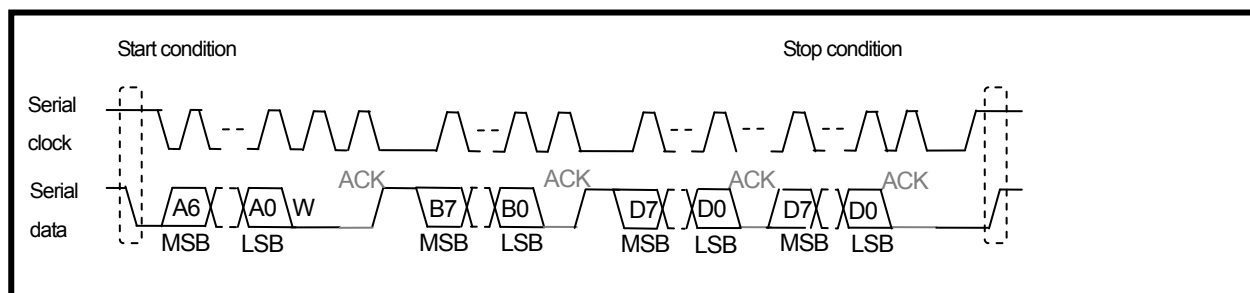 Start condition Stop condition
Serial
clock
ACK ACK ACK ACK
Serial
data
A6 A0 W B7 B0 D7 D0 D7 D0
MSB LSB MSB LSB MSB LSB MSB LSB